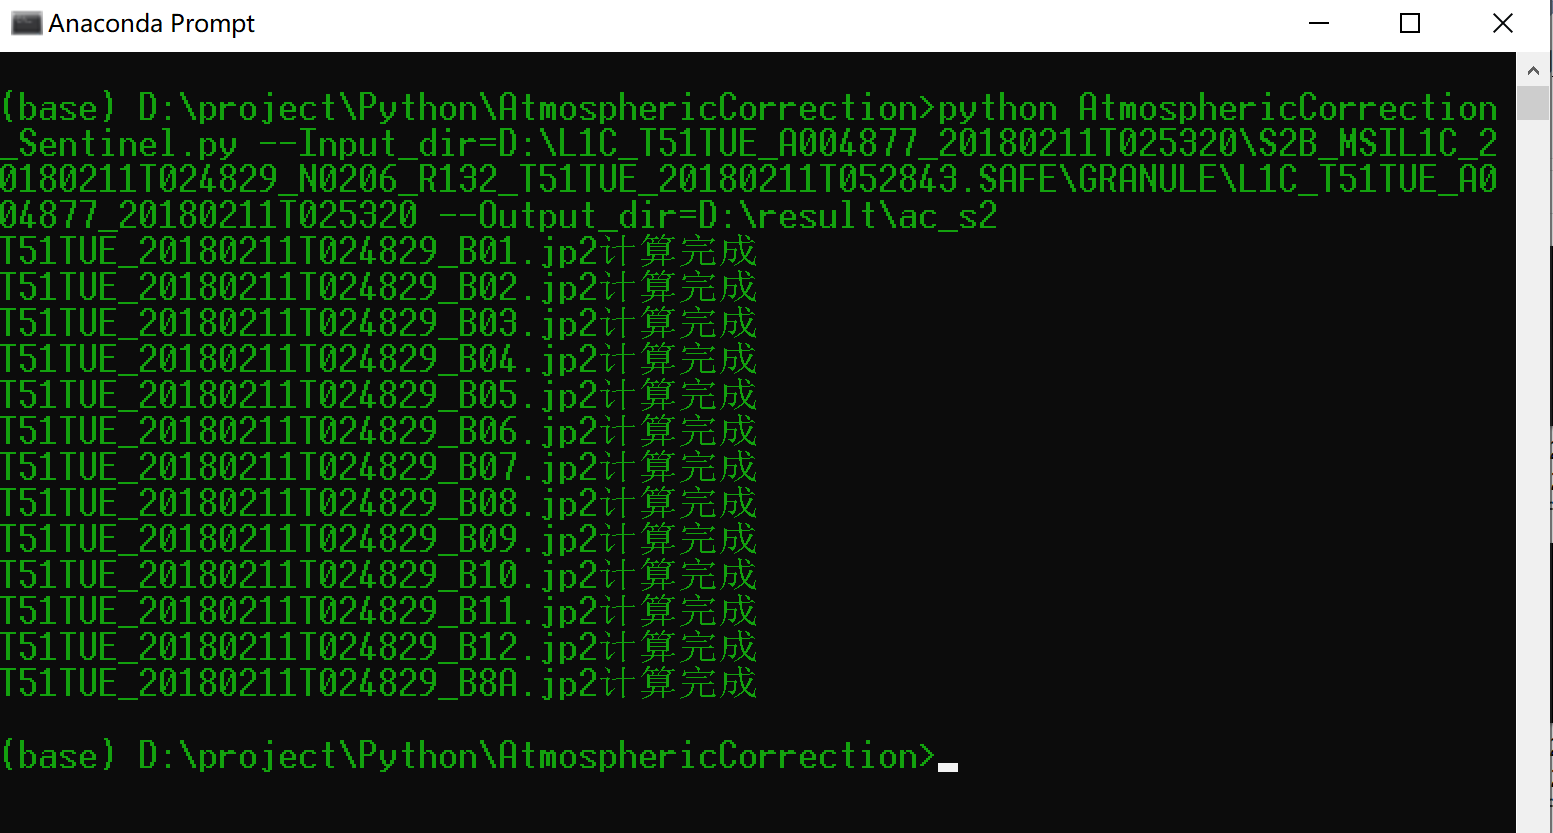 Anaconda Prompt
(base) D:\project\Python\AtmosphericCorrection>python AtmosphericCorrection
_Sentinel.py --Input_dir=D:\L1C_T51TUE_A004877_20180211T025320\S2B_MSIL1C_2
0180211T024829_N0206_R132_T51TUE_20180211T052843.SAFE\GRANULE\L1C_T51TUE_A0
04877_20180211T025320 --Output_dir=D:\result\ac_s2
T51TUE_20180211T024829_B01.jp2计算完成
T51TUE_20180211T024829_B02.jp2计算完成
T51TUE_20180211T024829_B03.jp2计算完成
T51TUE_20180211T024829_B04.jp2计算完成
T51TUE_20180211T024829_B05.jp2计算完成
T51TUE_20180211T024829_B06.jp2计算完成
T51TUE_20180211T024829_B07.jp2计算完成
T51TUE_20180211T024829_B08.jp2计算完成
T51TUE_20180211T024829_B09.jp2计算完成
T51TUE_20180211T024829_B10.jp2计算完成
T51TUE_20180211T024829_B11.jp2计算完成
T51TUE_20180211T024829_B12.jp2计算完成
T51TUE_20180211T024829_B8A.jp2计算完成
(base) D:\project\Python\AtmosphericCorrection>